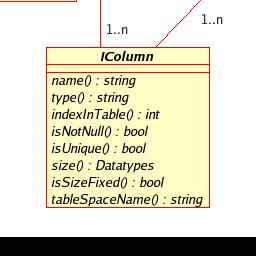 1..n
1..n
IColumn
name() : string
type() : string
indexInTable() : int
isNotNull() : bool
isUnique() : bool
size() : Datatypes
isSizeFixed() : bool
tableSpaceName() : string